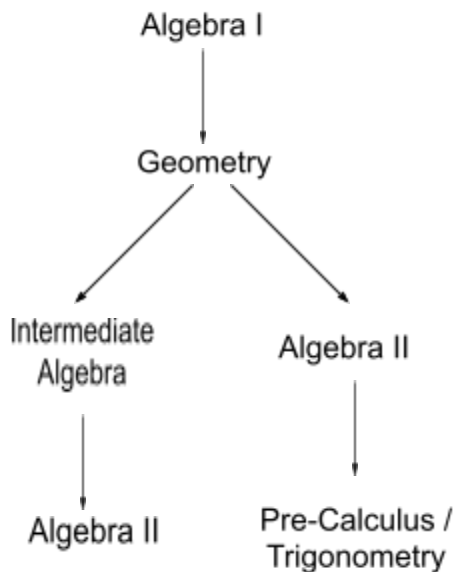 Algebra I
Geometry
Intermediate
Algebra
Algebra II
Algebra II
Pre-Calculus /
Trigonometry